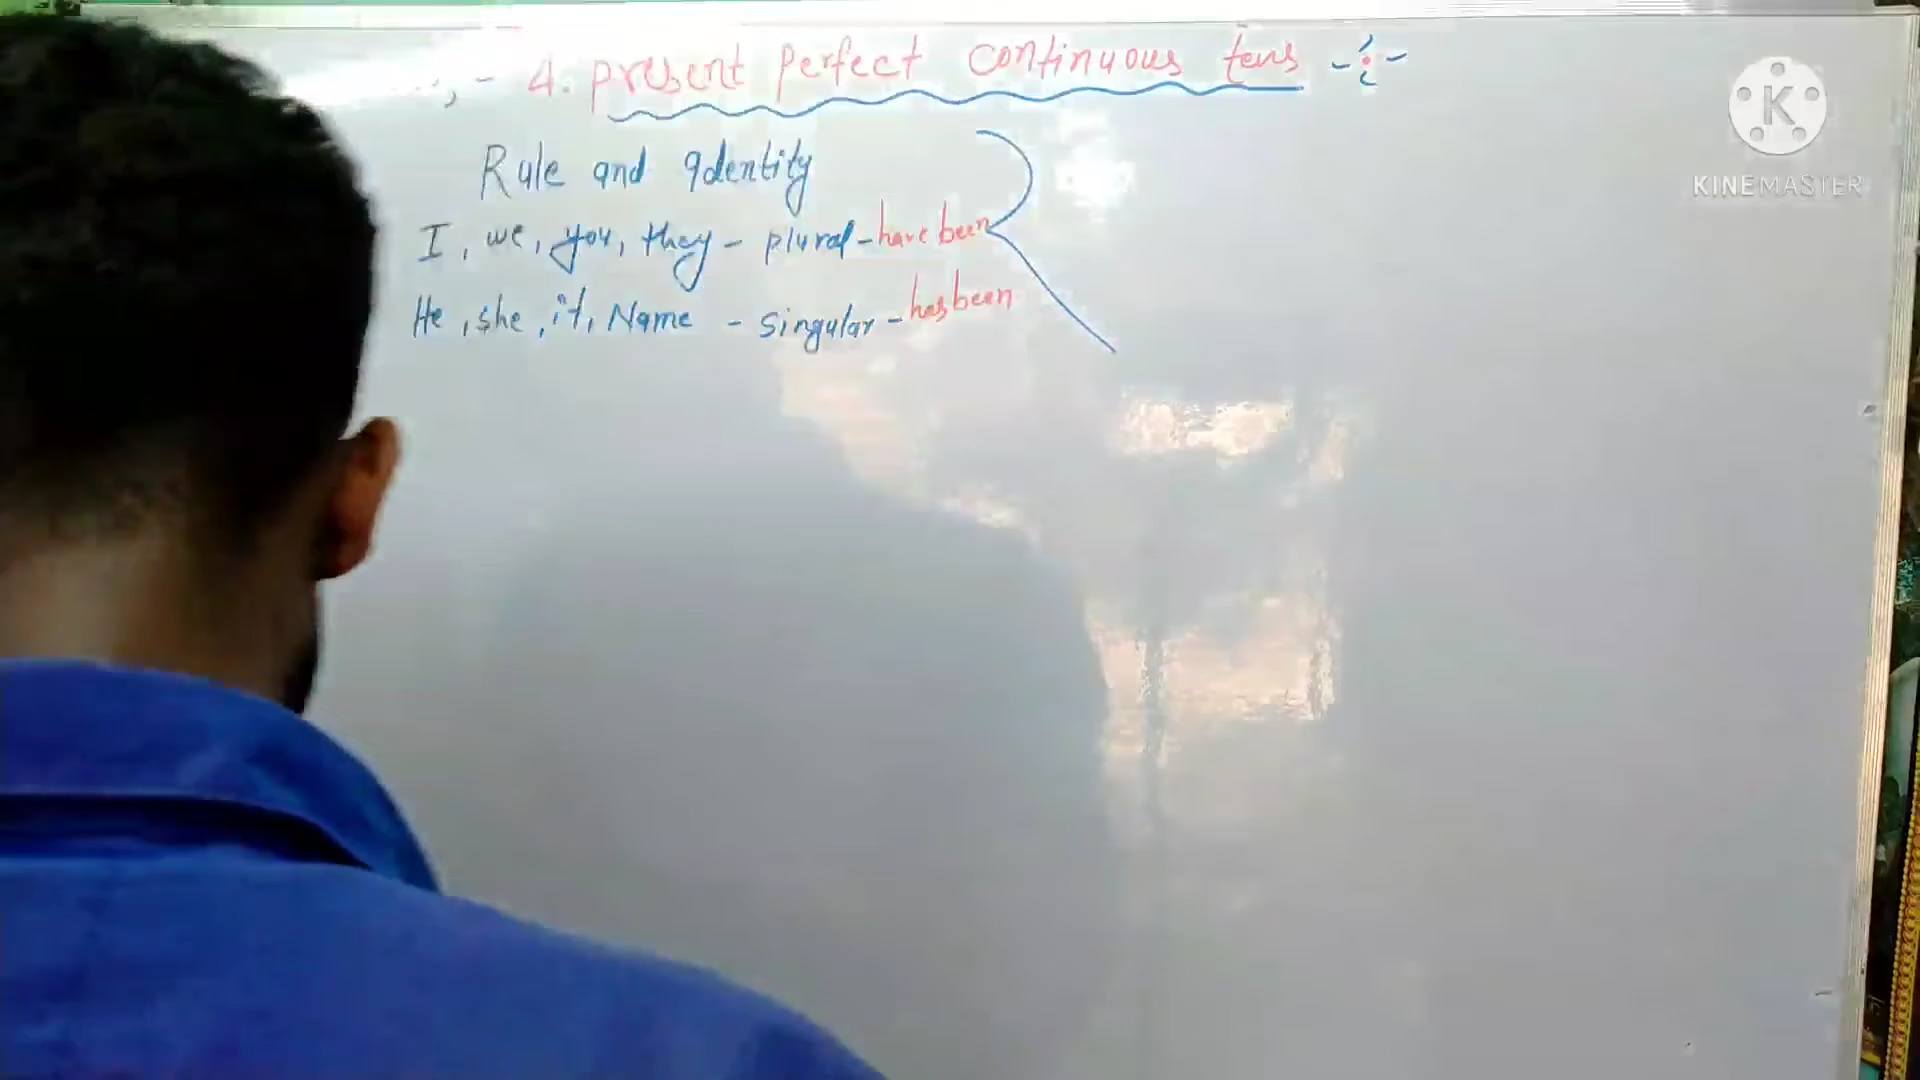 4. present perfect continuous tens
Rule and Identity
I, we, you, they - plural - have been
He, she, it, Name - singular - has been
KINEMASTER